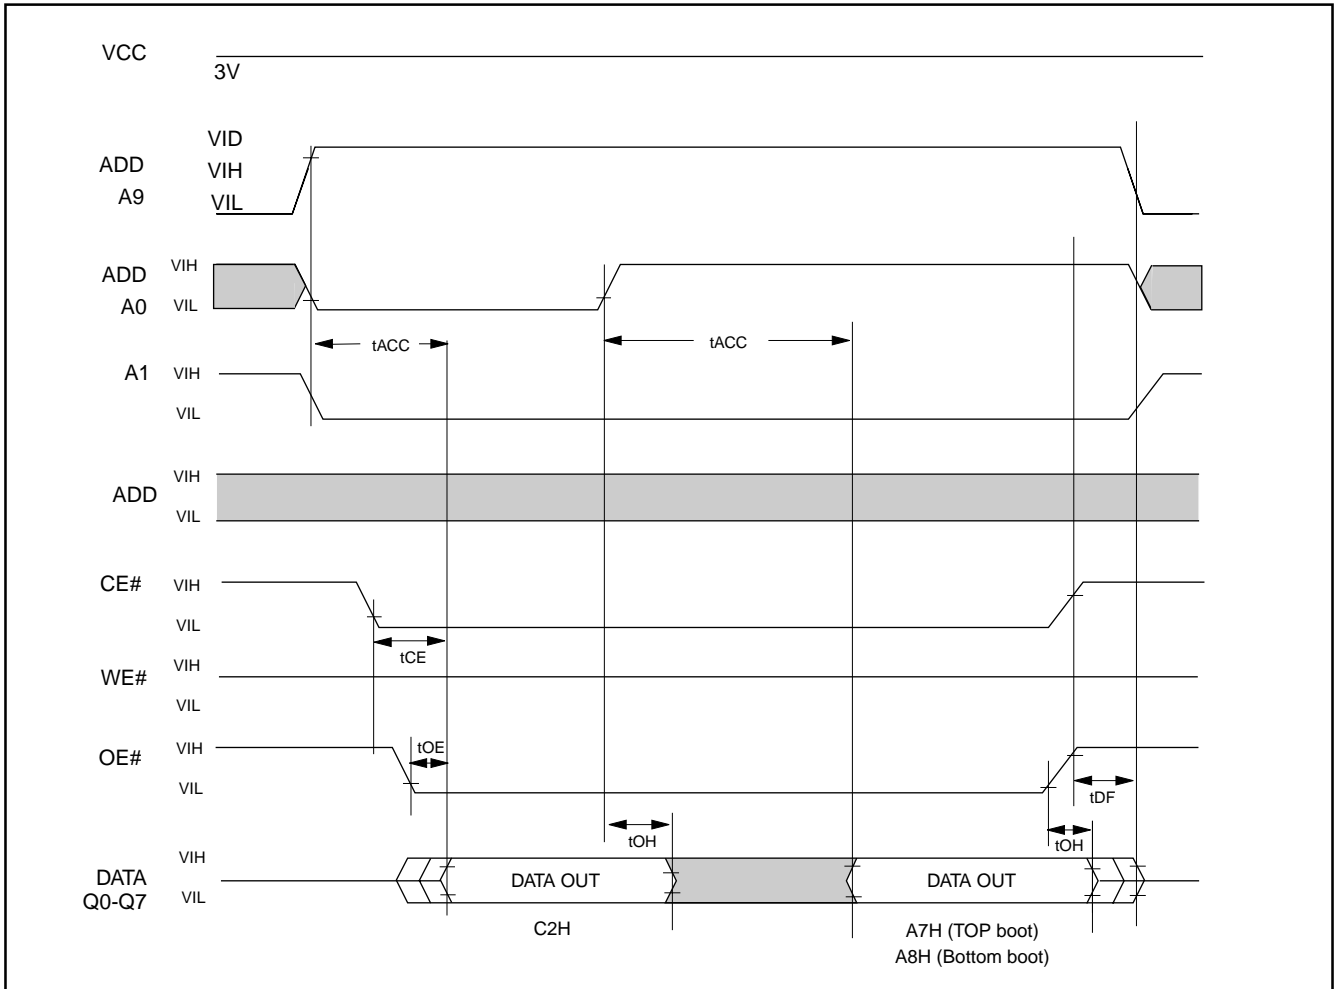 VCC
3V
VID
ADD
VIH
A9
VIL
VIH
ADD
A0
VIL
tACC
tACC
A1
VIH
VIL
VIH
ADD
VIL
CE#
VIH
VIL
tCE
VIH
WE#
VIL
VIH
tOE
OE#
VIL
tDF
tOH
tOH
VIH
DATA
DATA OUT
DATA OUT
Q0-Q7
VIL
C2H
A7H (TOP boot)
A8H (Bottom boot)